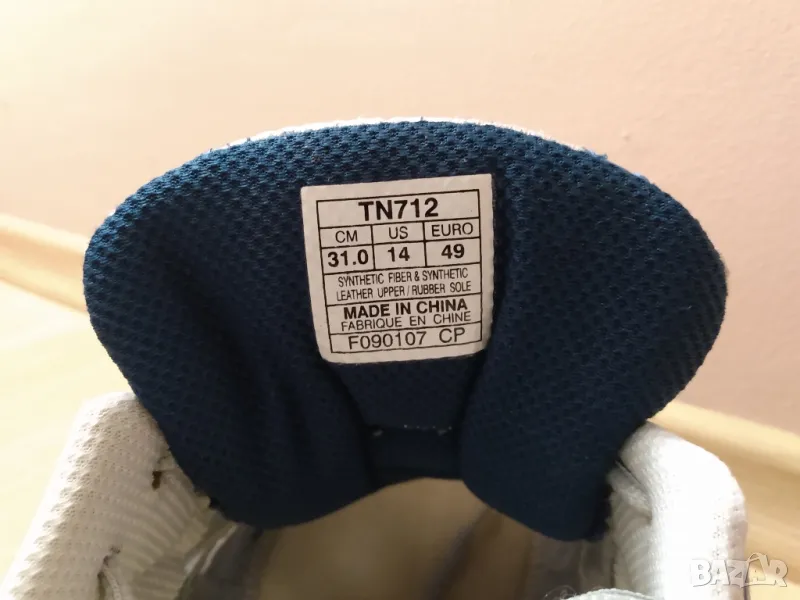 TN712
CM US EURO
31.0 14 49
SYNTHETIC FIBER & SYNTHETIC
LEATHER UPPER / RUBBER SOLE
MADE IN CHINA
FABRIQUE EN CHINE
F090107 CP
BAZAR